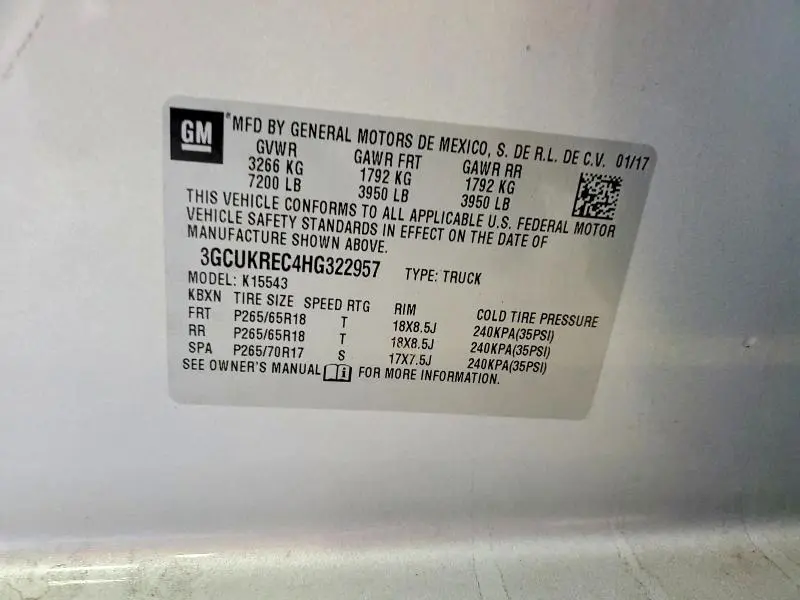 GM
®MFD BY GENERAL MOTORS DE MEXICO, S. DE R.L. DE C.V. 01/17
GVWR GAWR FRT GAWR RR
3266 KG 1792 KG 1792 KG
7200 LB 3950 LB 3950 LB
THIS VEHICLE CONFORMS TO ALL APPLICABLE U.S. FEDERAL MOTOR
VEHICLE SAFETY STANDARDS IN EFFECT ON THE DATE OF
MANUFACTURE SHOWN ABOVE.
3GCUKREC4HG322957 TYPE: TRUCK
MODEL: K15543
KBXN TIRE SIZE SPEED RTG RIM COLD TIRE PRESSURE
FRT P265/65R18 T 18X8.5J 240KPA(35PSI)
RR P265/65R18 T 18X8.5J 240KPA(35PSI)
SPA P265/70R17 S 17X7.5J 240KPA(35PSI)
SEE OWNER'S MANUAL i FOR MORE INFORMATION.